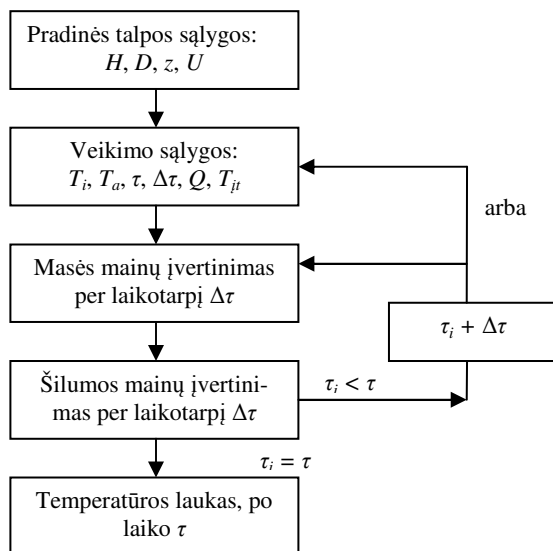 Pradinės talpos sąlygos:
H, D, z, U
Veikimo sąlygos:
Ti, Ta, τ, Δτ, Q, Tįt
arba
Masės mainų įvertinimas
per laikotarpį Δτ
τi + Δτ
Šilumos mainų įvertini-
mas per laikotarpį Δτ
τi < τ
τi = τ
Temperatūros laukas, po
laiko τ